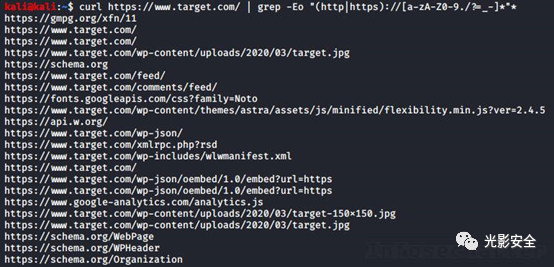 kali@kali:~$ curl https://www.target.com/ | grep -Eo "(http|https)://[a-zA-Z0-9./?=_-]*"*
https://gmpg.org/xfn/11
https://www.target.com/
https://www.target.com/
https://www.target.com/wp-content/uploads/2020/03/target.jpg
https://schema.org
https://www.target.com/feed/
https://www.target.com/comments/feed/
https://fonts.googleapis.com/css?family=Noto
https://www.target.com/wp-content/themes/astra/assets/js/minified/flexibility.min.js?ver=2.4.5
https://api.w.org/
https://www.target.com/wp-json/
https://www.target.com/xmlrpc.php?rsd
https://www.target.com/wp-includes/wlwmanifest.xml
https://www.target.com/
https://www.target.com/wp-json/oembed/1.0/embed?url=https
https://www.target.com/wp-json/oembed/1.0/embed?url=https
https://www.google-analytics.com/analytics.js
https://www.target.com/wp-content/uploads/2020/03/target-150×150.jpg
https://www.target.com/wp-content/uploads/2020/03/target.jpg
https://schema.org/WebPage
https://schema.org/WPHeader
https://schema.org/Organization
光影安全